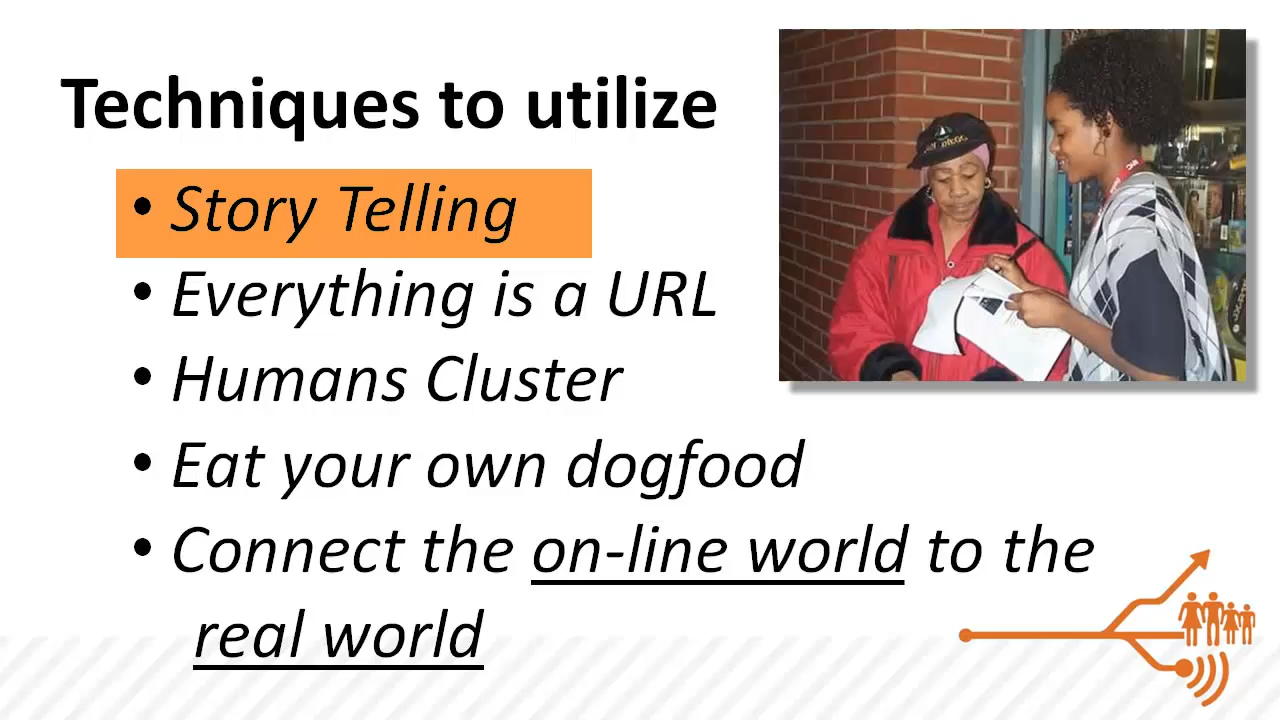 Techniques to utilize
• Story Telling
• Everything is a URL
• Humans Cluster
• Eat your own dogfood
• Connect the on-line world to the
real world